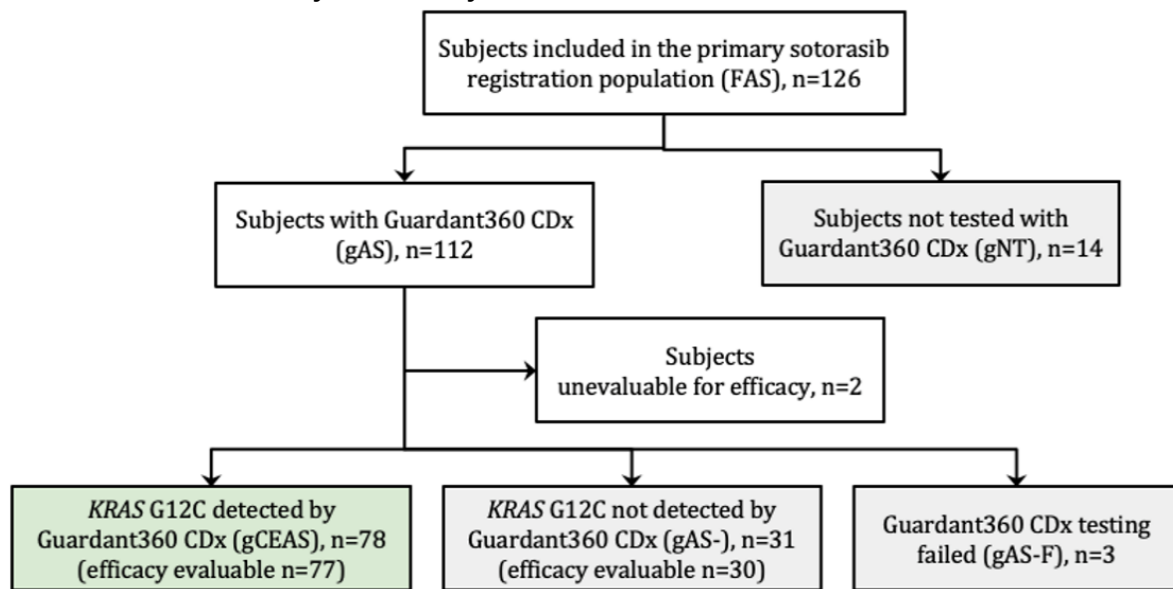 Subjects included in the primary sotorasib
registration population (FAS), n=126
Subjects with Guardant360 CDx
(gAS), n=112
Subjects not tested with
Guardant360 CDx (gNT), n=14
Subjects
unevaluable for efficacy, n=2
KRAS G12C detected by
Guardant360 CDx (gCEAS), n=78
(efficacy evaluable n=77)
KRAS G12C not detected by
Guardant360 CDx (gAS-), n=31
(efficacy evaluable n=30)
Guardant360 CDx testing
failed (gAS-F), n=3